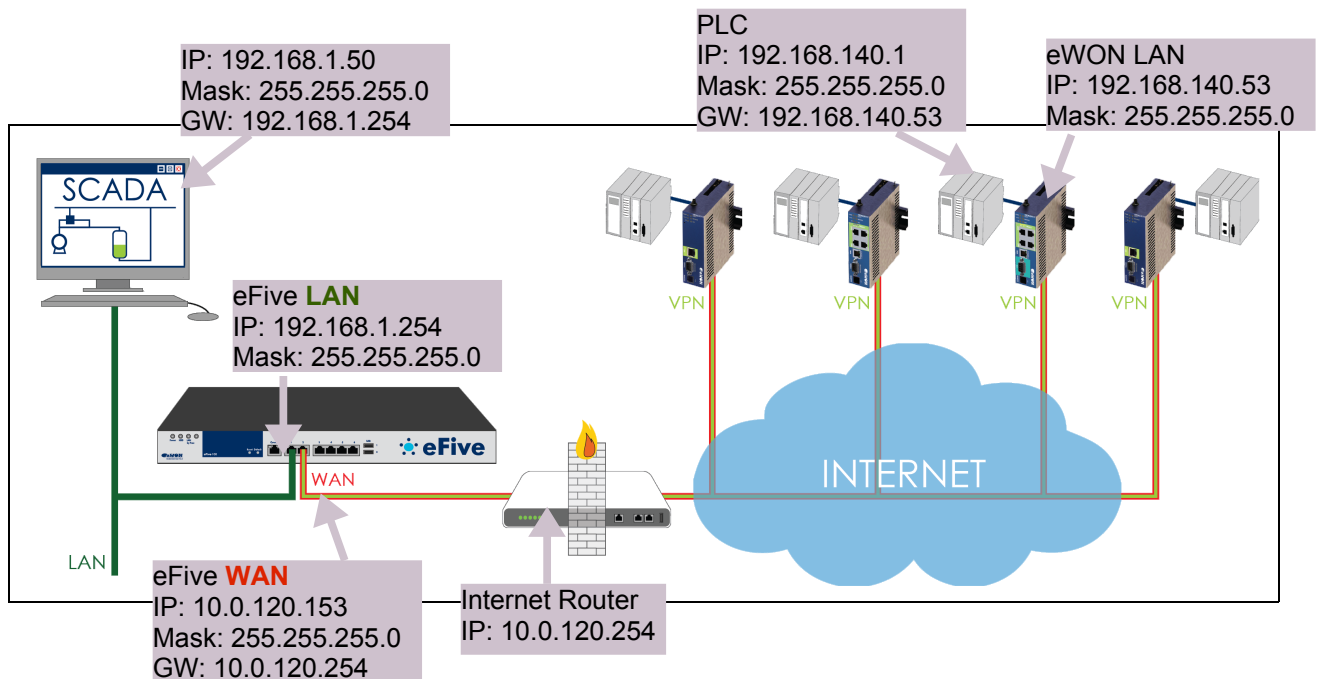 IP: 192.168.1.50
Mask: 255.255.255.0
GW: 192.168.1.254
PLC
IP: 192.168.140.1
Mask: 255.255.255.0
GW: 192.168.140.53
eWON LAN
IP: 192.168.140.53
Mask: 255.255.255.0
SCADA
VPN
VPN
VPN
VPN
eFive LAN
IP: 192.168.1.254
Mask: 255.255.255.0
eFive
WAN
INTERNET
LAN
eFive WAN
IP: 10.0.120.153
Mask: 255.255.255.0
GW: 10.0.120.254
Internet Router
IP: 10.0.120.254